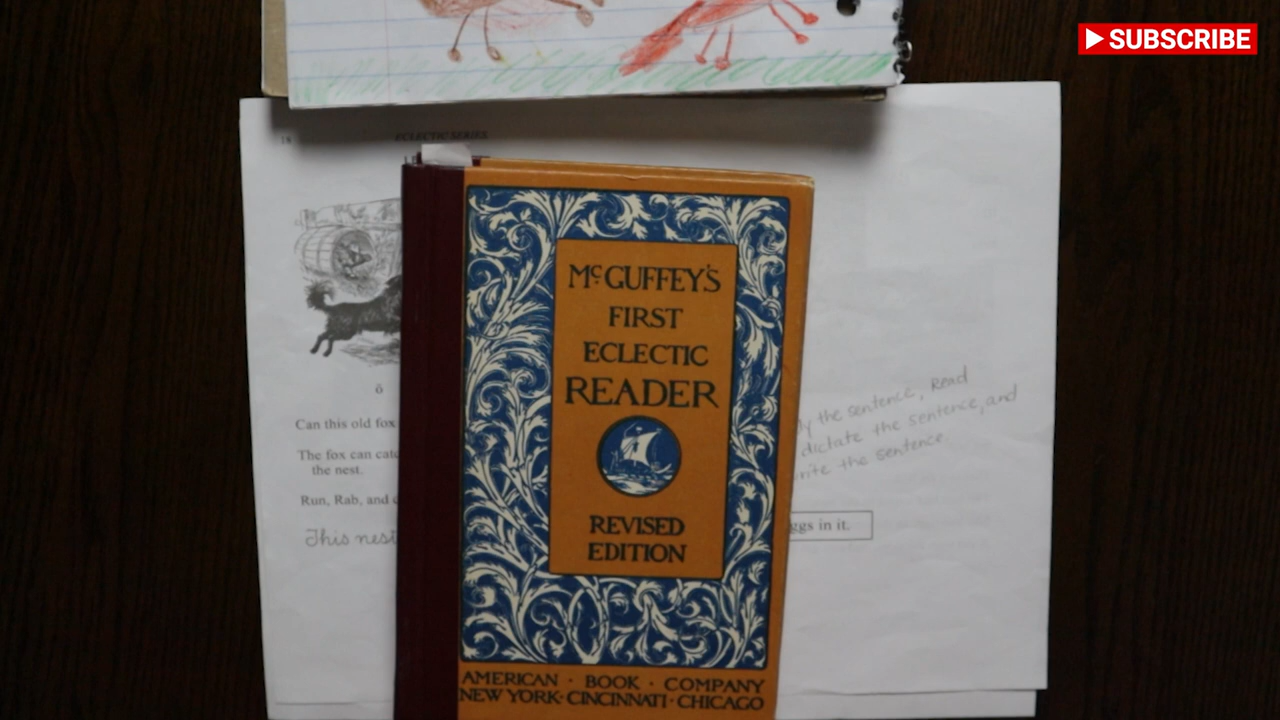 SUBSCRIBE
18 ECLECTIC SERIES
McGUFFEY'S
FIRST
ECLECTIC
READER
REVISED
EDITION
AMERICAN · BOOK · COMPANY
NEW YORK · CINCINNATI · CHICAGO
ŏ
Can this old fox
The fox can
the nest.
Run, Rab, and
This nest
the sentence, Read
dictate the sentence, and
write the sentence.
eggs in it.